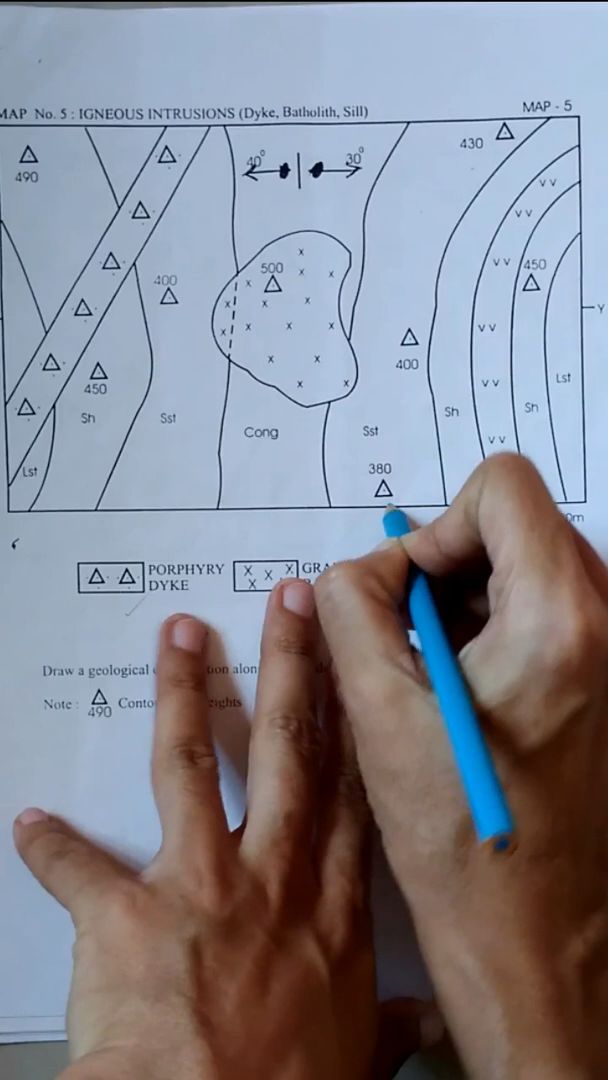 MAP No. 5 : IGNEOUS INTRUSIONS (Dyke, Batholith, Sill)
MAP - 5
490
430
40°
30°
v v
v v
400
500
v v
450
x x x x x x x x x x x x x x x x
Y
v v
450
400
v v
Lst
Sh
Sst
Cong
Sst
Sh
Sh
v v
Lst
380
PORPHYRY
DYKE
x x x x
Draw a geological
Note :
490